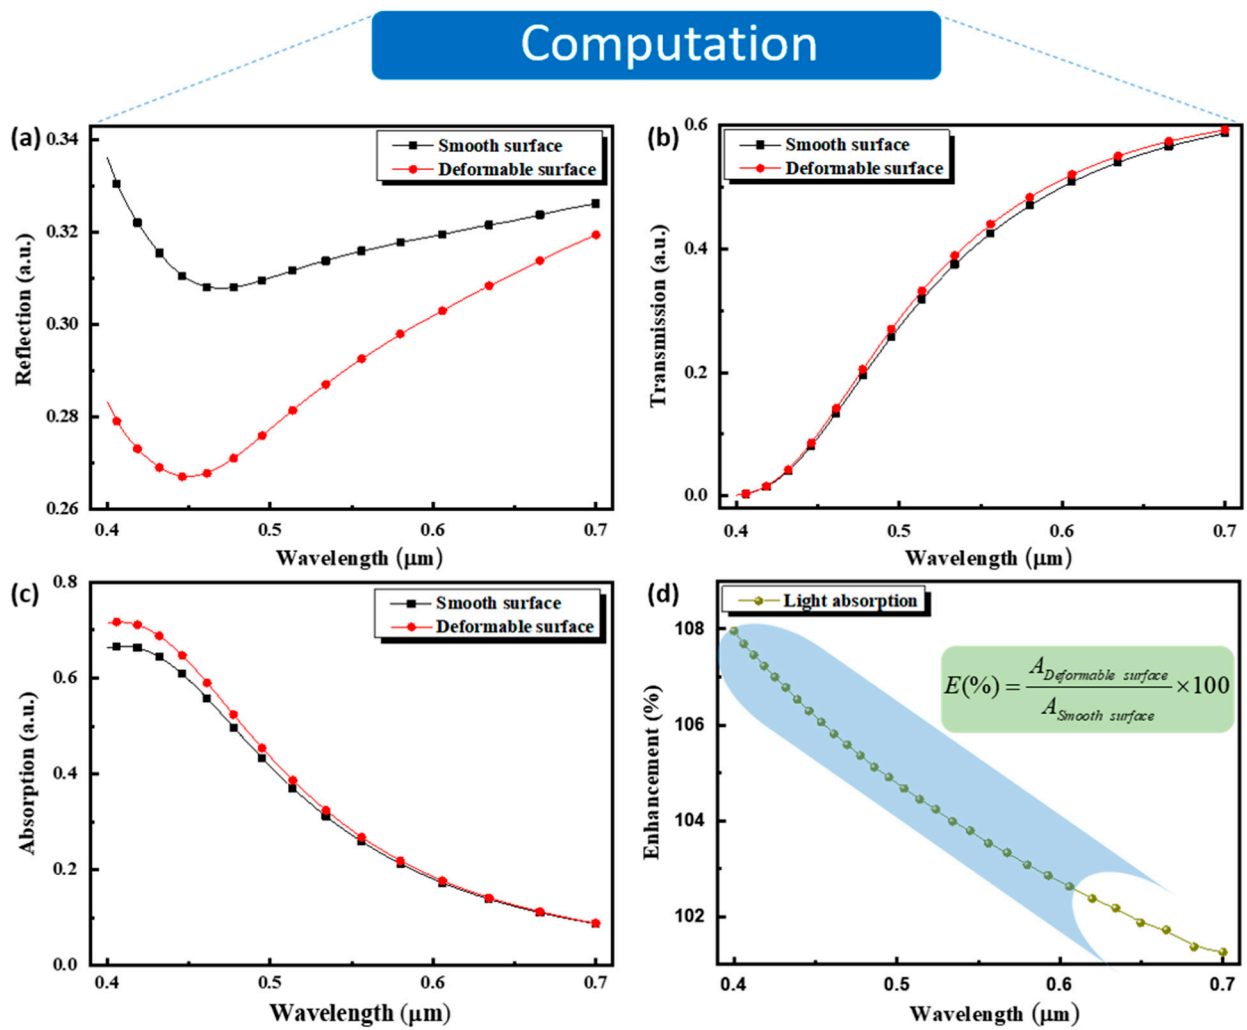 Computation
(a)
Smooth surface
Deformable surface
0.34
0.32
0.30
0.28
0.26
Reflection (a.u.)
0.4
0.5
0.6
0.7
Wavelength (μm)
(b)
Smooth surface
Deformable surface
0.6
0.4
0.2
0.0
Transmission (a.u.)
0.4
0.5
0.6
0.7
Wavelength (μm)
(c)
Smooth surface
Deformable surface
0.8
0.6
0.4
0.2
0.0
Absorption (a.u.)
0.4
0.5
0.6
0.7
Wavelength (μm)
(d)
Light absorption
108
106
104
102
Enhancement (%)
E(%) = A Deformable surface / A Smooth surface ×100
0.4
0.5
0.6
0.7
Wavelength (μm)